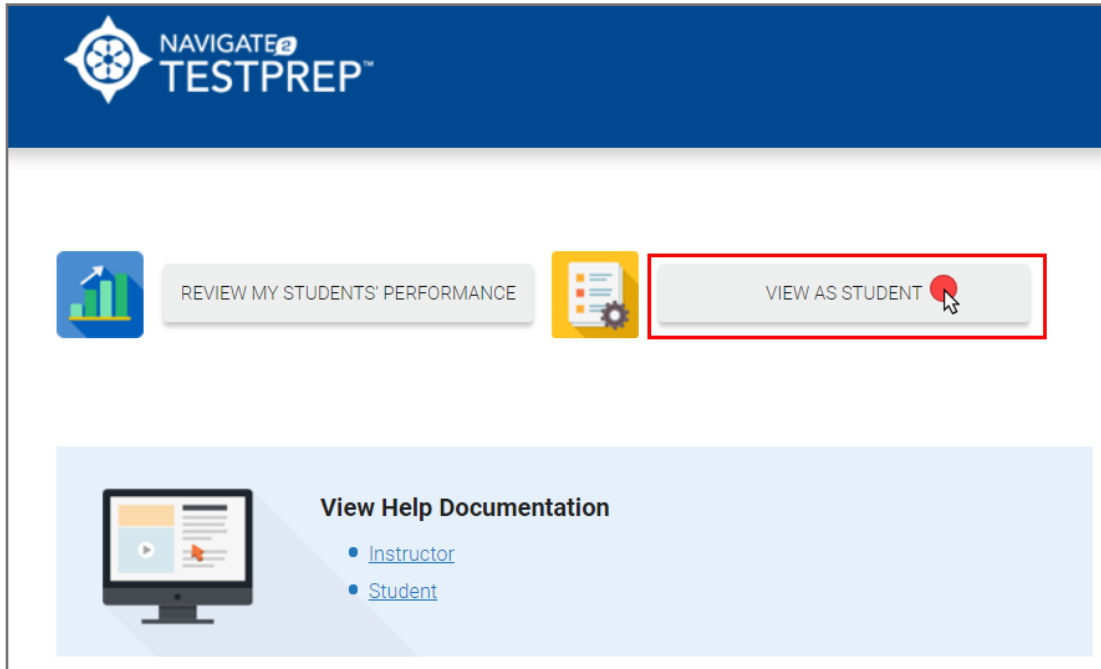 NAVIGATE 2
TESTPREP™
REVIEW MY STUDENTS' PERFORMANCE
VIEW AS STUDENT
View Help Documentation
Instructor
Student